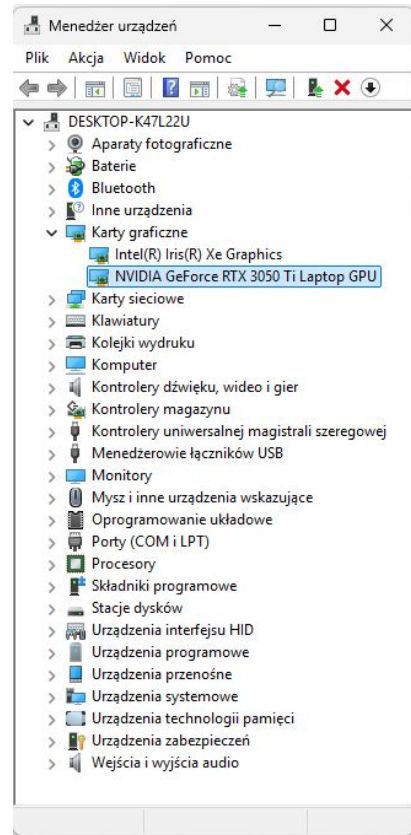 Menedżer urządzeń
Plik Akcja Widok Pomoc
DESKTOP-K47L22U
Aparaty fotograficzne
Baterie
Bluetooth
Inne urządzenia
Karty graficzne
Intel(R) Iris(R) Xe Graphics
NVIDIA GeForce RTX 3050 Ti Laptop GPU
Karty sieciowe
Klawiatury
Kolejki wydruku
Komputer
Kontrolery dźwięku, wideo i gier
Kontrolery magazynu
Kontrolery uniwersalnej magistrali szeregowej
Menedżerowie łączników USB
Monitory
Mysz i inne urządzenia wskazujące
Oprogramowanie układowe
Porty (COM i LPT)
Procesory
Składniki programowe
Stacje dysków
Urządzenia interfejsu HID
Urządzenia programowe
Urządzenia przenośne
Urządzenia systemowe
Urządzenia technologii pamięci
Urządzenia zabezpieczeń
Wejścia i wyjścia audio